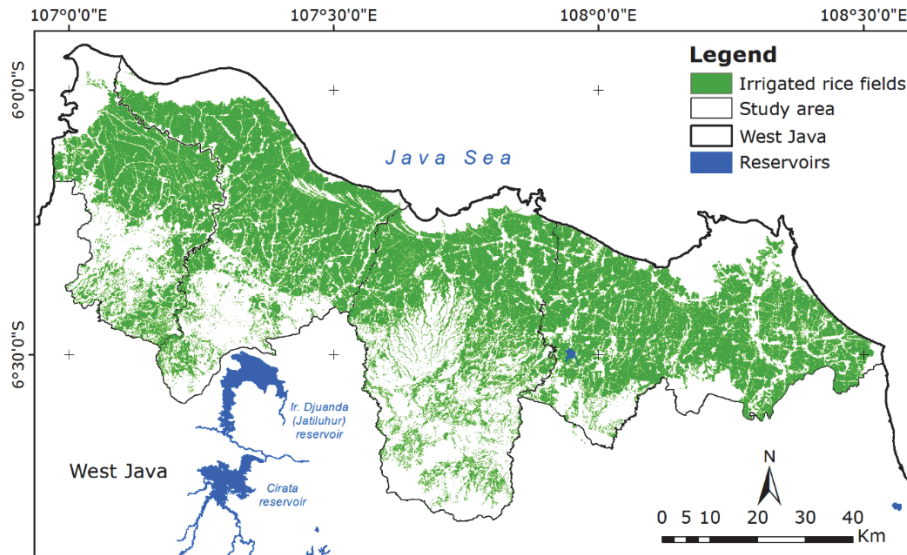 107°0'0"
107°30'0"
108°0'0"
108°30'0"
6°0'0"S
6°30'0"S
Legend
Irrigated rice fields
Study area
West Java
Reservoirs
Java Sea
Ir. Djuanda
(Jatiluhur)
reservoir
West Java
Cirata
reservoir
N
0 5 10 20 30 40
Km